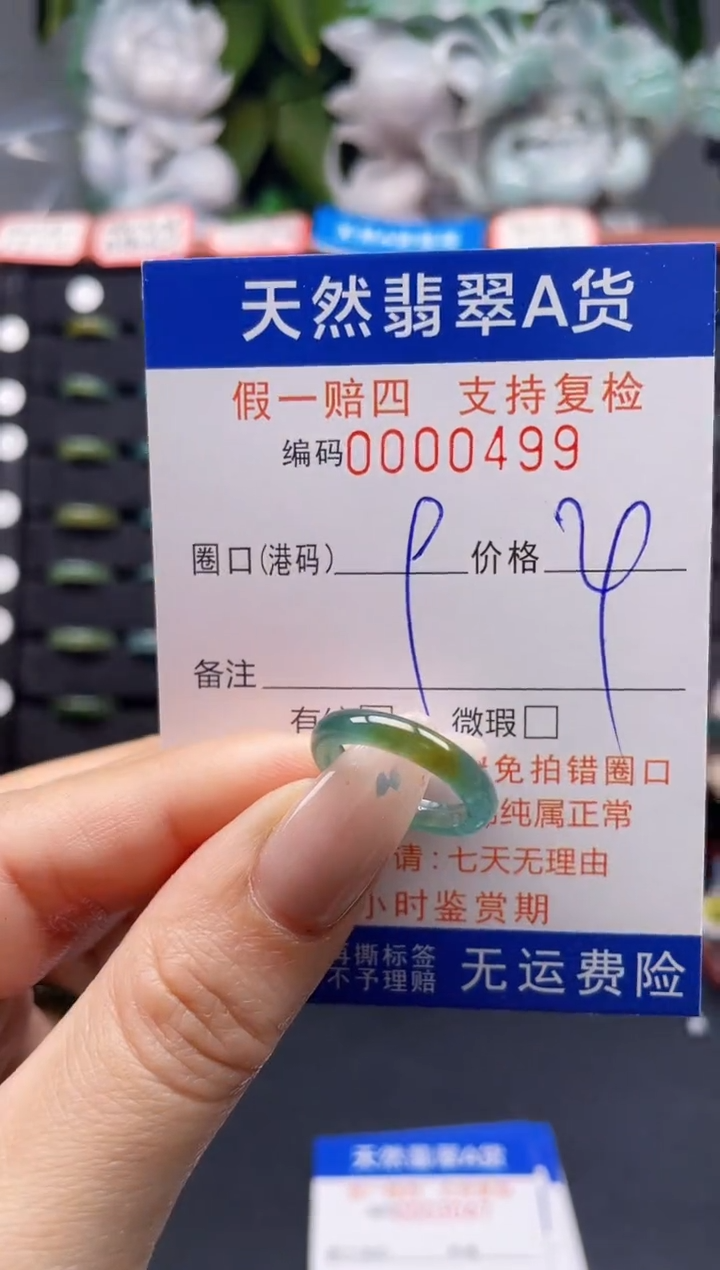 天然翡翠A货
假一赔四 支持复检
编码0000499
圈口(港码) 价格
备注
微瑕
免拍错圈口
纯属正常
请:七天无理由
小时鉴赏期
撕标签
不予理赔
无运费险
天然翡翠A货